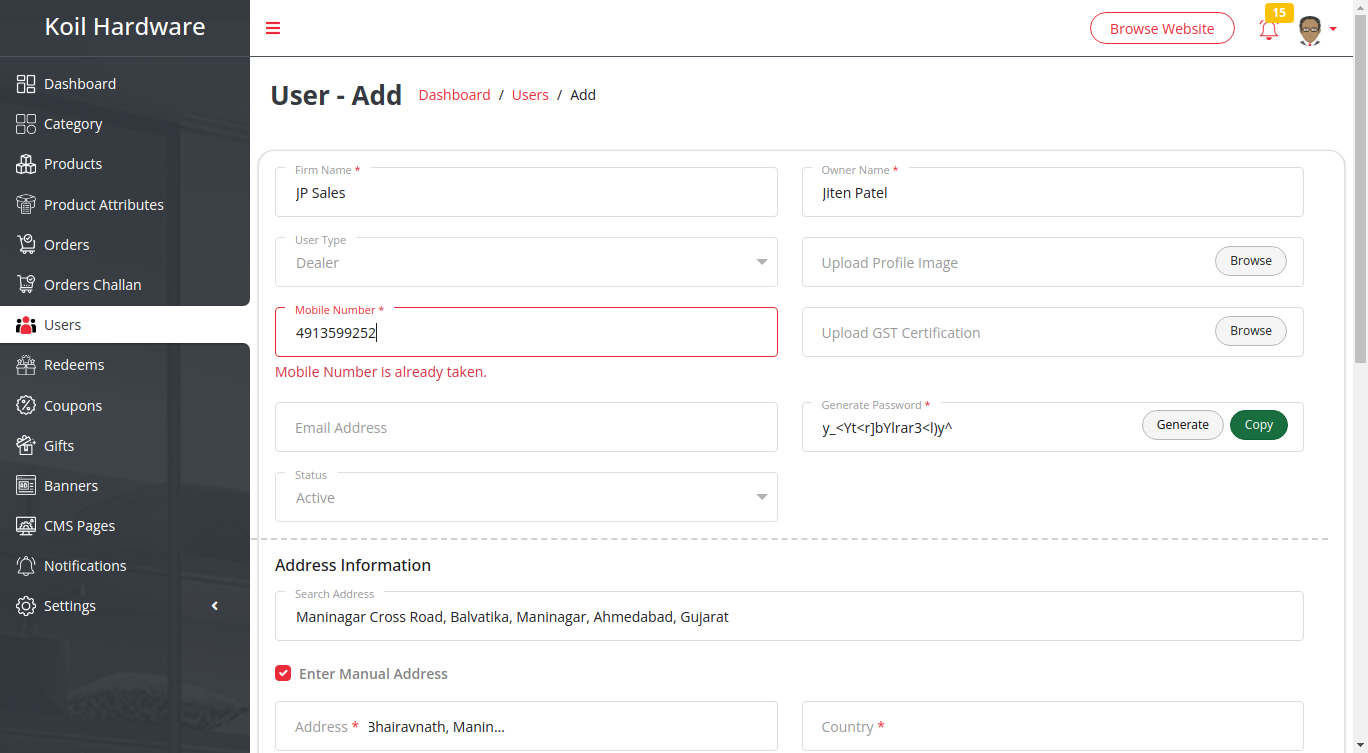 Koil Hardware
Browse Website
15
Dashboard
Category
Products
Product Attributes
Orders
Orders Challan
Users
Redeems
Coupons
Gifts
Banners
CMS Pages
Notifications
Settings
User - Add
Dashboard / Users / Add
Firm Name *
JP Sales
Owner Name *
Jiten Patel
User Type
Dealer
Upload Profile Image
Browse
Mobile Number *
4913599252
Mobile Number is already taken.
Upload GST Certification
Browse
Email Address
Generate Password *
y_<Yt<r]bYlrar3<l)y^
Generate
Copy
Status
Active
Address Information
Search Address
Maninagar Cross Road, Balvatika, Maninagar, Ahmedabad, Gujarat
Enter Manual Address
Address * Bhairavnath, Manin...
Country *